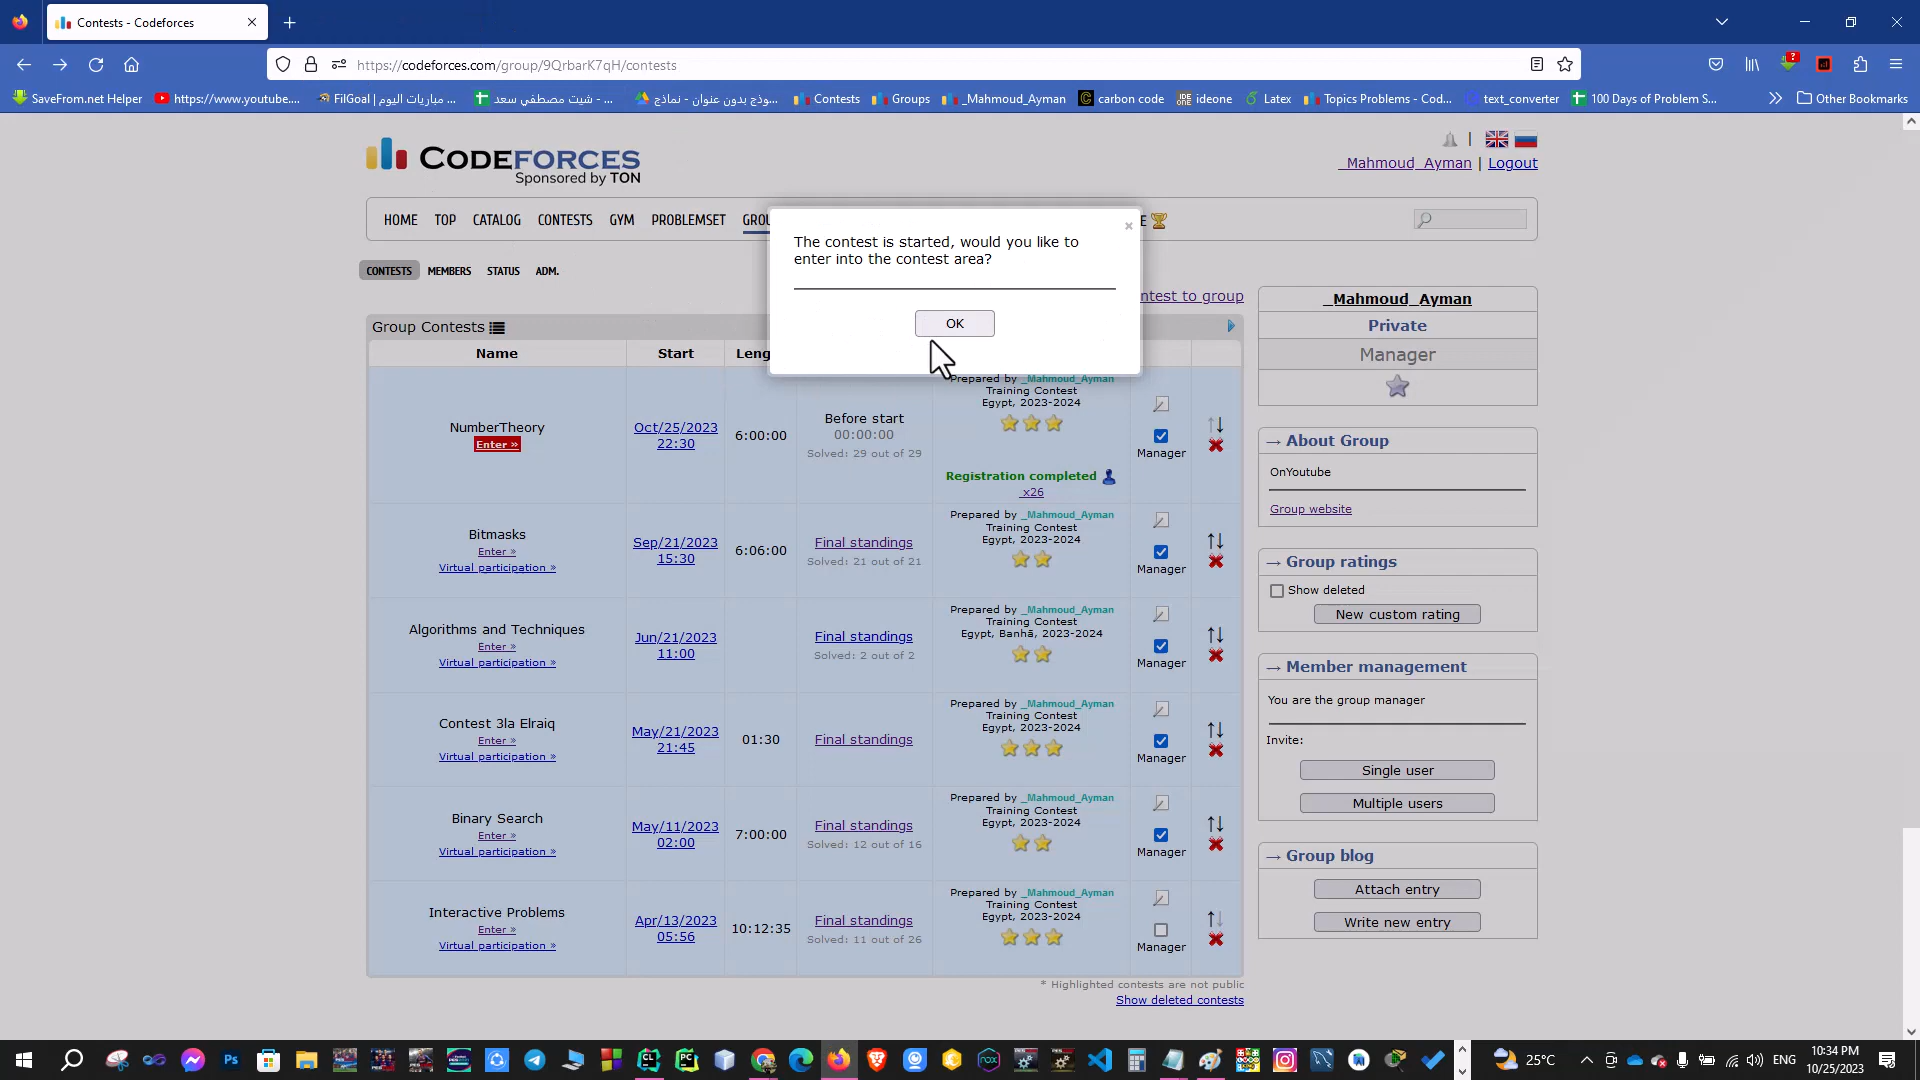 Contests - Codeforces
https://codeforces.com/group/9QrbarK7qH/contests
SaveFrom.net Helper
https://www.youtube....
FilGoal | مباريات اليوم ...
شيت مصطفي سعد - ...
نموذج بدون عنوان - نماذج...
Contests
Groups
_Mahmoud_Ayman
carbon code
ideone
Latex
Topics Problems - Cod...
text_converter
100 Days of Problem S...
Other Bookmarks
CODEFORCES
Sponsored by TON
_Mahmoud_Ayman | Logout
HOME TOP CATALOG CONTESTS GYM PROBLEMSET
CONTESTS MEMBERS STATUS ADM.
The contest is started, would you like to
enter into the contest area?
OK
ntest to group
Group Contests
Name Start Leng
NumberTheory
Enter »
Oct/25/2023
22:30
6:00:00
Before start
00:00:00
Solved: 29 out of 29
Prepared by _Mahmoud_Ayman
Training Contest
Egypt, 2023-2024
Registration completed
x26
Manager
Bitmasks
Enter »
Virtual participation »
Sep/21/2023
15:30
6:06:00
Final standings
Solved: 21 out of 21
Prepared by _Mahmoud_Ayman
Training Contest
Egypt, 2023-2024
Manager
Algorithms and Techniques
Enter »
Virtual participation »
Jun/21/2023
11:00
Final standings
Solved: 2 out of 2
Prepared by _Mahmoud_Ayman
Training Contest
Egypt, Banhā, 2023-2024
Manager
Contest 3la Elraiq
Enter »
Virtual participation »
May/21/2023
21:45
01:30
Final standings
Prepared by _Mahmoud_Ayman
Training Contest
Egypt, 2023-2024
Manager
Binary Search
Enter »
Virtual participation »
May/11/2023
02:00
7:00:00
Final standings
Solved: 12 out of 16
Prepared by _Mahmoud_Ayman
Training Contest
Egypt, 2023-2024
Manager
Interactive Problems
Enter »
Virtual participation »
Apr/13/2023
05:56
10:12:35
Final standings
Solved: 11 out of 26
Prepared by _Mahmoud_Ayman
Training Contest
Egypt, 2023-2024
Manager
* Highlighted contests are not public
Show deleted contests
_Mahmoud_Ayman
Private
Manager
→ About Group
OnYoutube
Group website
→ Group ratings
Show deleted
New custom rating
→ Member management
You are the group manager
Invite:
Single user
Multiple users
→ Group blog
Attach entry
Write new entry
25°C
ENG
10:34 PM
10/25/2023